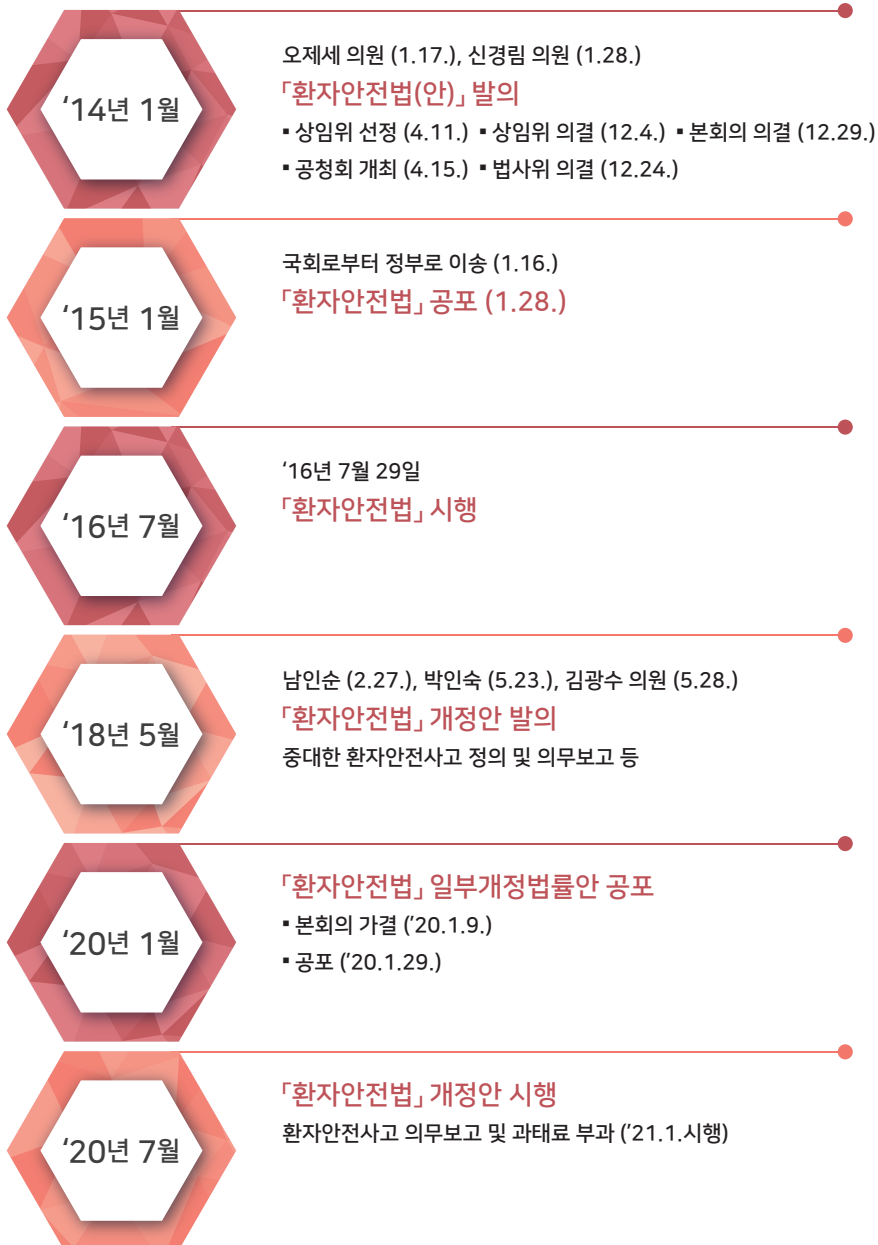 ‘14년 1월
오제세 의원 (1.17.), 신경림 의원 (1.28.)
「환자안전법(안)」 발의
▪ 상임위 선정 (4.11.) ▪ 상임위 의결 (12.4.) ▪ 본회의 의결 (12.29.)
▪ 공청회 개최 (4.15.) ▪ 법사위 의결 (12.24.)
‘15년 1월
국회로부터 정부로 이송 (1.16.)
「환자안전법」 공포 (1.28.)
‘16년 7월
‘16년 7월 29일
「환자안전법」 시행
‘18년 5월
남인순 (2.27.), 박인숙 (5.23.), 김광수 의원 (5.28.)
「환자안전법」 개정안 발의
중대한 환자안전사고 정의 및 의무보고 등
‘20년 1월
「환자안전법」 일부개정법률안 공포
▪ 본회의 가결 (’20.1.9.)
▪ 공포 (’20.1.29.)
‘20년 7월
「환자안전법」 개정안 시행
환자안전사고 의무보고 및 과태료 부과 (’21.1.시행)